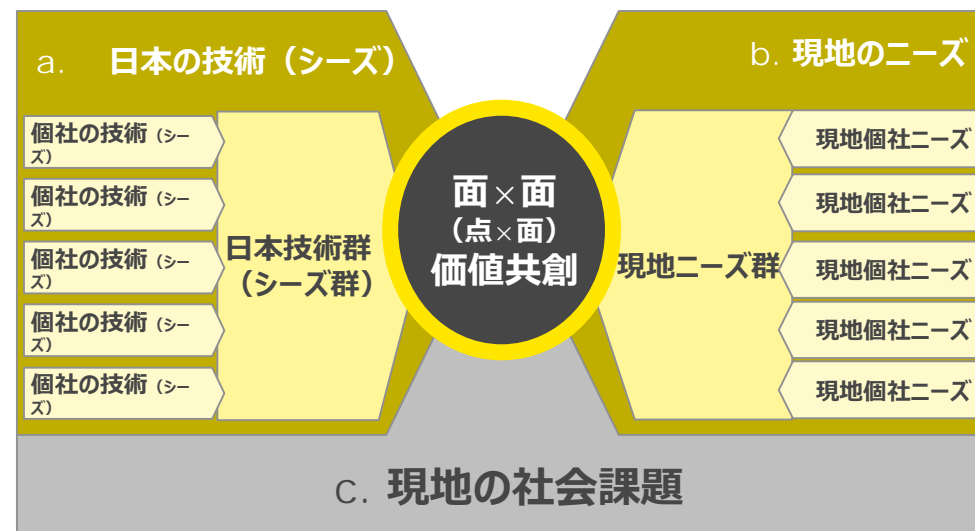 a. 日本の技術（シーズ）
個社の技術（シー
ズ）
個社の技術（シー
ズ）
個社の技術（シー
ズ）
個社の技術（シー
ズ）
個社の技術（シー
ズ）
日本技術群
（シーズ群）
面×面
（点×面）
価値共創
b. 現地のニーズ
現地ニーズ群
現地個社ニーズ
現地個社ニーズ
現地個社ニーズ
現地個社ニーズ
現地個社ニーズ
c. 現地の社会課題